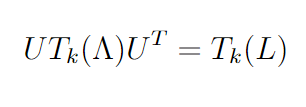 UT_k(Λ)U^T = T_k(L)